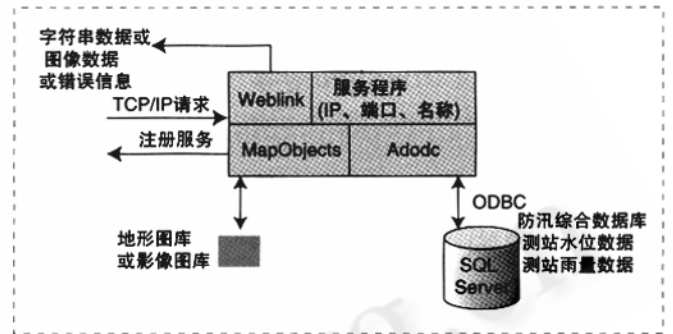 字符串数据或
图像数据
或错误信息
TCP/IP请求
注册服务
Weblink
服务程序
(IP、端口、名称)
MapObjects
Adodc
ODBC
地形图库
或影像图库
SQL
Server
防汛综合数据库
测站水位数据
测站雨量数据